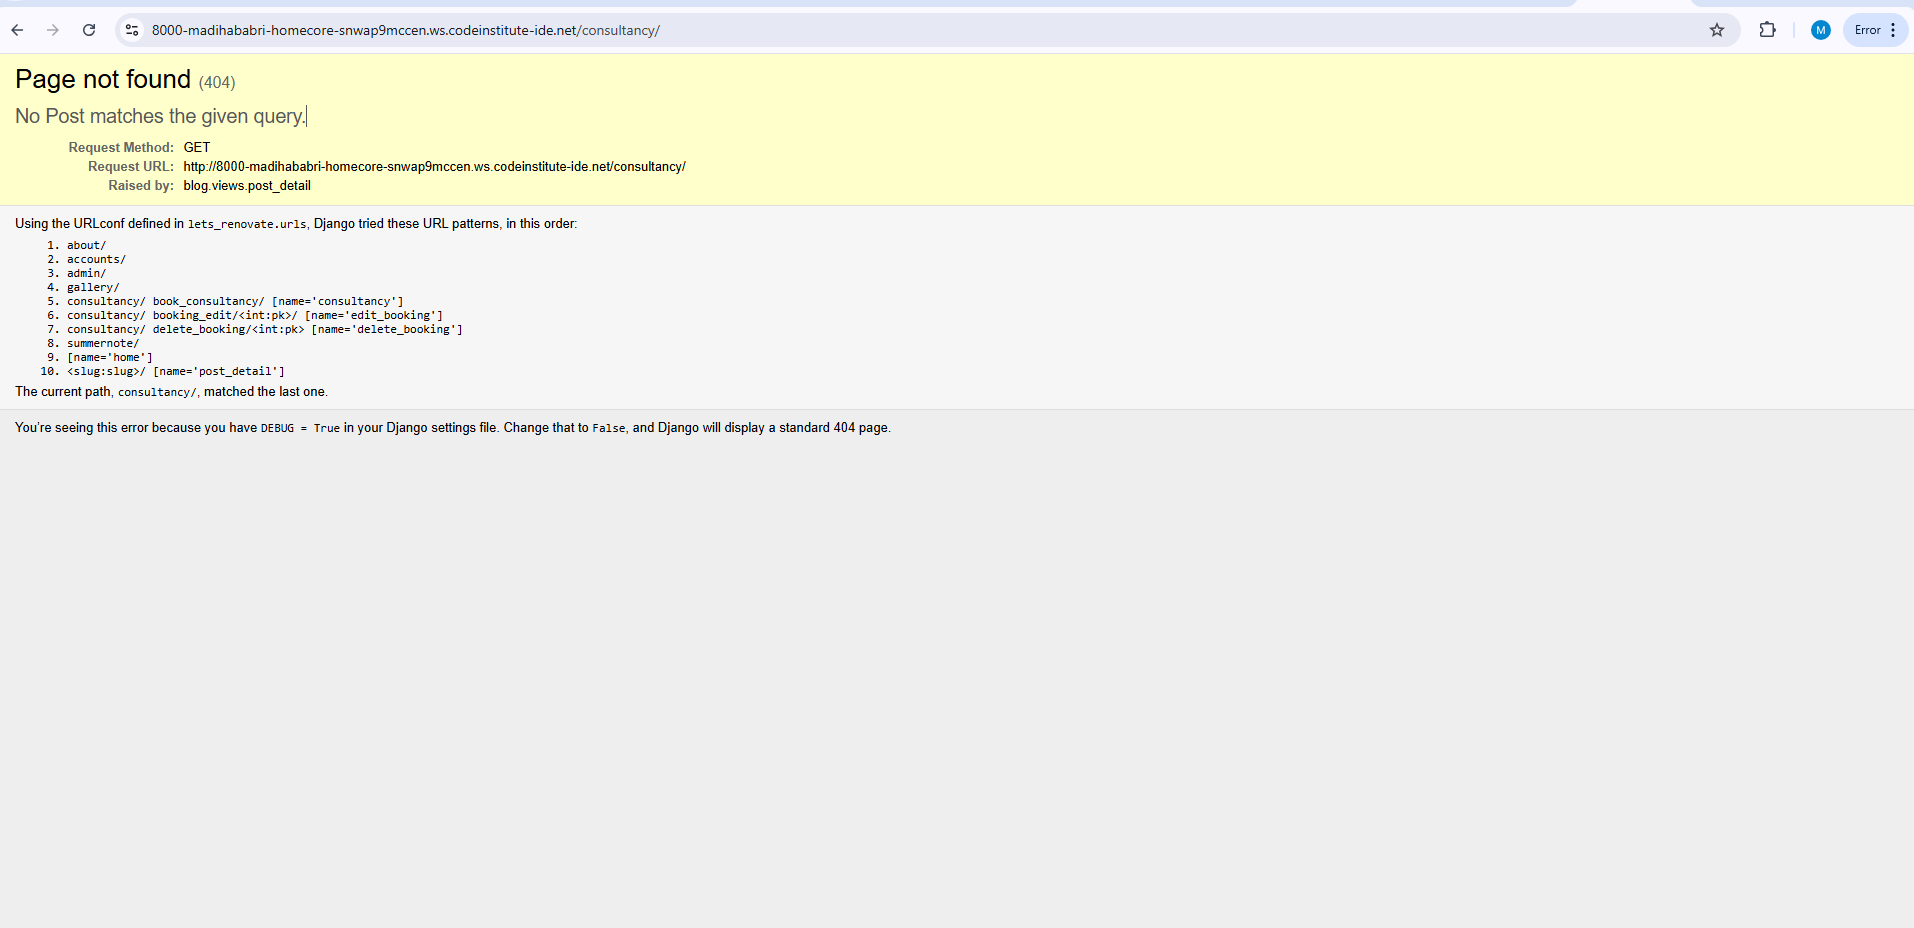 8000-madihababri-homecore-snwap9mccen.ws.codeinstitute-ide.net/consultancy/
M
Error
Page not found (404)
No Post matches the given query.
Request Method: GET
Request URL: http://8000-madihababri-homecore-snwap9mccen.ws.codeinstitute-ide.net/consultancy/
Raised by: blog.views.post_detail
Using the URLconf defined in lets_renovate.urls, Django tried these URL patterns, in this order:
1. about/
2. accounts/
3. admin/
4. gallery/
5. consultancy/ book_consultancy/ [name='consultancy']
6. consultancy/ booking_edit/<int:pk>/ [name='edit_booking']
7. consultancy/ delete_booking/<int:pk> [name='delete_booking']
8. summernote/
9. [name='home']
10. <slug:slug>/ [name='post_detail']
The current path, consultancy/, matched the last one.
You're seeing this error because you have DEBUG = True in your Django settings file. Change that to False, and Django will display a standard 404 page.